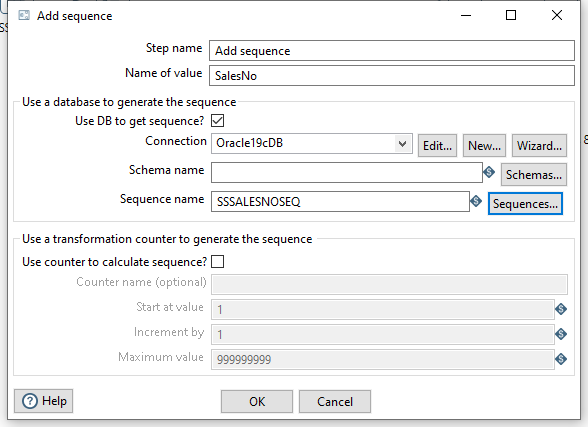 Add sequence
Step name Add sequence
Name of value SalesNo
Use a database to generate the sequence
Use DB to get sequence?
Connection Oracle19cDB Edit... New... Wizard...
Schema name Schemas...
Sequence name SSSALESNOSEQ Sequences...
Use a transformation counter to generate the sequence
Use counter to calculate sequence?
Counter name (optional)
Start at value 1
Increment by 1
Maximum value 999999999
Help OK Cancel